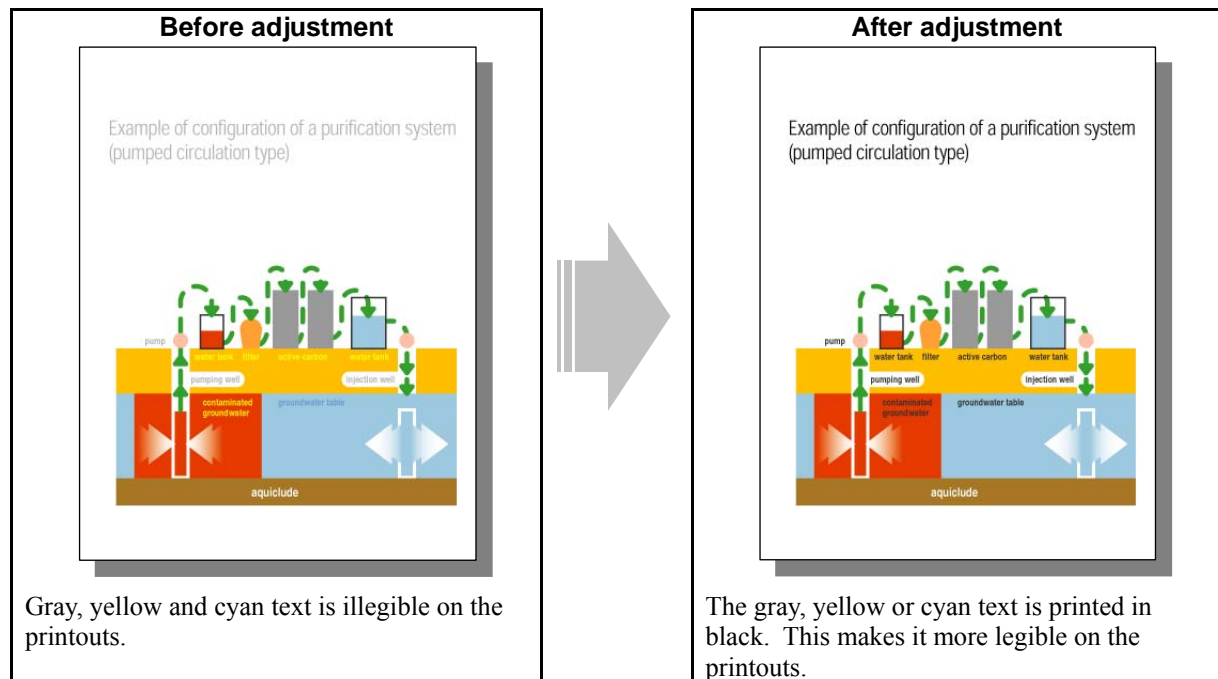 Before adjustment
Example of configuration of a purification system
(pumped circulation type)
pump
water tank
filter
active carbon
water tank
pumping well
injection well
contaminated
groundwater
groundwater table
aquiclude
Gray, yellow and cyan text is illegible on the
printouts.
After adjustment
Example of configuration of a purification system
(pumped circulation type)
pump
water tank
filter
active carbon
water tank
pumping well
injection well
contaminated
groundwater
groundwater table
aquiclude
The gray, yellow or cyan text is printed in
black. This makes it more legible on the
printouts.